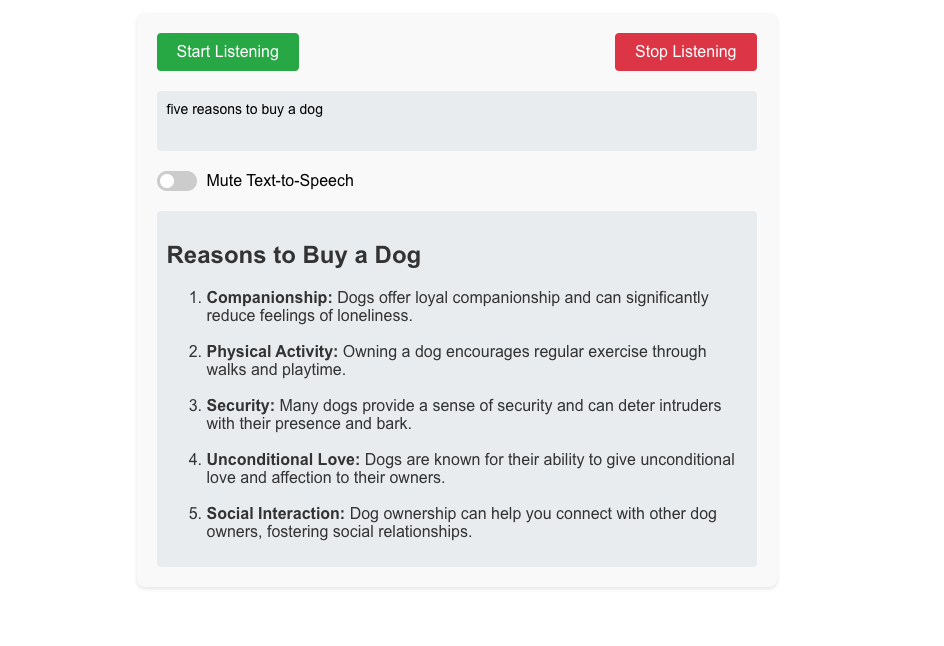 Start Listening
Stop Listening
five reasons to buy a dog
Mute Text-to-Speech
Reasons to Buy a Dog
1. Companionship: Dogs offer loyal companionship and can significantly
reduce feelings of loneliness.
2. Physical Activity: Owning a dog encourages regular exercise through
walks and playtime.
3. Security: Many dogs provide a sense of security and can deter intruders
with their presence and bark.
4. Unconditional Love: Dogs are known for their ability to give unconditional
love and affection to their owners.
5. Social Interaction: Dog ownership can help you connect with other dog
owners, fostering social relationships.